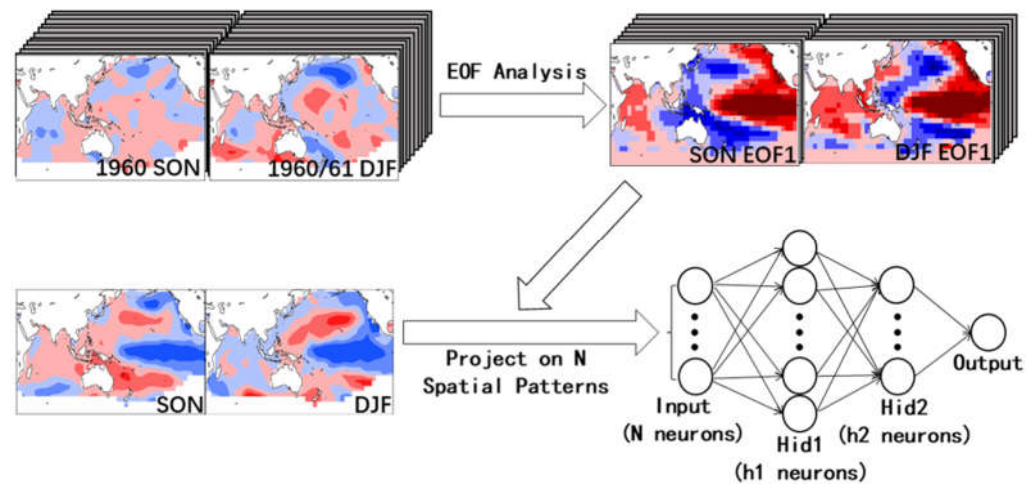 EOF Analysis
1960 SON
1960/61 DJF
SON EOF1
DJF EOF1
SON
DJF
Project on N
Spatial Patterns
Input
(N neurons)
Hid1
(h1 neurons)
Hid2
(h2 neurons)
Output